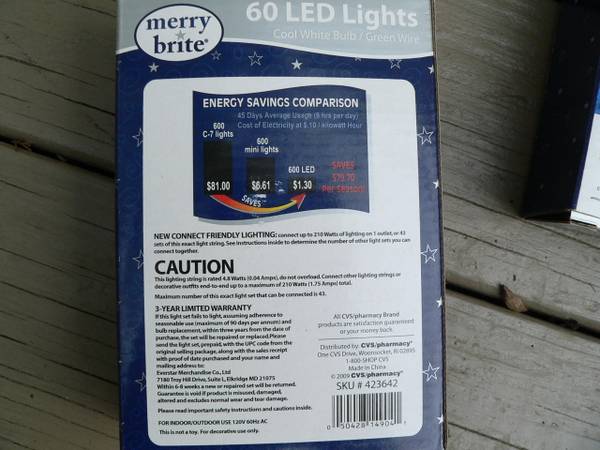 merry
brite®
60 LED Lights
Cool White Bulb / Green Wire
ENERGY SAVINGS COMPARISON
45 Days Average Usage (6 hrs per day)
Cost of Electricity at $.10 / kilowatt Hour
600
C-7 lights
600
mini lights
600 LED
$81.00
$6.61
$1.30
SAVES
SAVES
$79.70
Per Season!
NEW CONNECT FRIENDLY LIGHTING: connect up to 210 Watts of lighting on 1 outlet, or 43
sets of this exact light string. See instructions inside to determine the number of other light sets you can
connect together.
CAUTION
This lighting string is rated 4.8 Watts (0.04 Amps), do not overload. Connect other lighting strings or
decorative outfits end-to-end up to a maximum of 210 Watts (1.75 Amps) total.
Maximum number of this exact light set that can be connected is 43.
3-YEAR LIMITED WARRANTY
If this light set fails to light, assuming adherence to
seasonable use (maximum of 90 days per annum) and
bulb replacement, within three years from the date of
purchase, the set will be repaired or replaced. Please
send the light set, prepaid, with the UPC code from the
original selling package, along with the sales receipt
with proof of date purchased and your name and
mailing address to:
Everstar Merchandise Co., Ltd
7180 Troy Hill Drive, Suite L, Elkridge MD 21075
Within 6-8 weeks a new or repaired set will be returned.
Guarantee is void if product is misused, damaged,
altered and excludes normal wear and tear damage.
Please read important safety instructions and cautions inside.
FOR INDOOR/OUTDOOR USE 120V 60Hz AC
This is not a toy. For decorative use only.
All CVS/pharmacy Brand
products are satisfaction guaranteed
or your money back.
Distributed by: CVS/pharmacy®
One CVS Drive, Woonsocket, RI 02895
1-800-SHOP CVS
Made in China
© 2009 CVS/pharmacy®
SKU # 423642
0 50428 14904